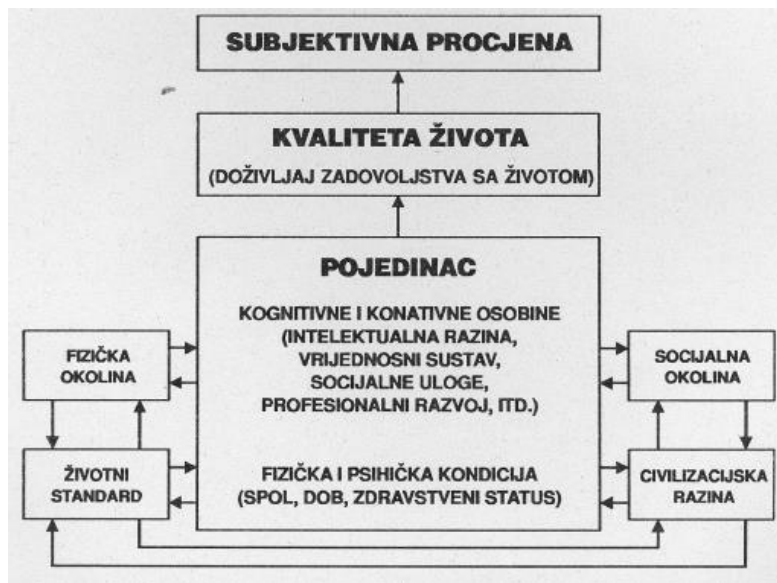 SUBJEKTIVNA PROCJENA
KVALITETA ŽIVOTA
(DOŽIVLJAJ ZADOVOLJSTVA SA ŽIVOTOM)
POJEDINAC
KOGNITIVNE I KONATIVNE OSOBINE
(INTELEKTUALNA RAZINA,
VRIJEDNOSNI SUSTAV,
SOCIJALNE ULOGE,
PROFESIONALNI RAZVOJ, ITD.)
FIZIČKA
OKOLINA
SOCIJALNA
OKOLINA
ŽIVOTNI
STANDARD
FIZIČKA I PSIHIČKA KONDICIJA
(SPOL, DOB, ZDRAVSTVENI STATUS)
CIVILIZACIJSKA
RAZINA